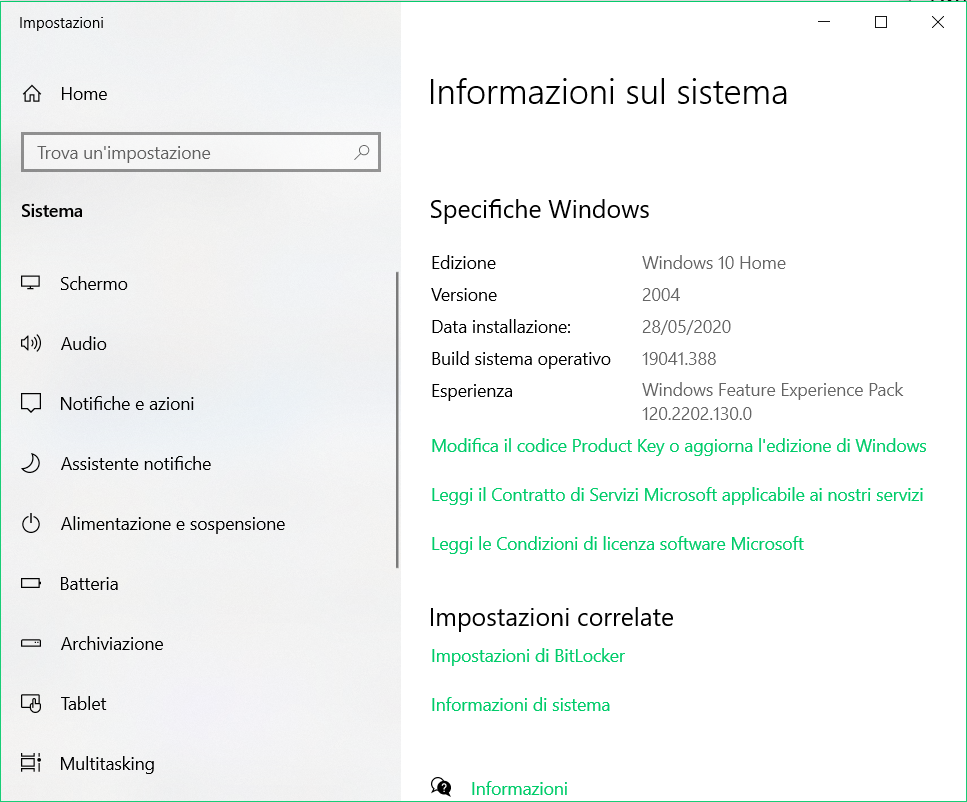 Impostazioni
Home
Trova un'impostazione
Sistema
Schermo
Audio
Notifiche e azioni
Assistente notifiche
Alimentazione e sospensione
Batteria
Archiviazione
Tablet
Multitasking
Informazioni sul sistema
Specifiche Windows
Edizione Windows 10 Home
Versione 2004
Data installazione: 28/05/2020
Build sistema operativo 19041.388
Esperienza Windows Feature Experience Pack
120.2202.130.0
Modifica il codice Product Key o aggiorna l'edizione di Windows
Leggi il Contratto di Servizi Microsoft applicabile ai nostri servizi
Leggi le Condizioni di licenza software Microsoft
Impostazioni correlate
Impostazioni di BitLocker
Informazioni di sistema
Informazioni